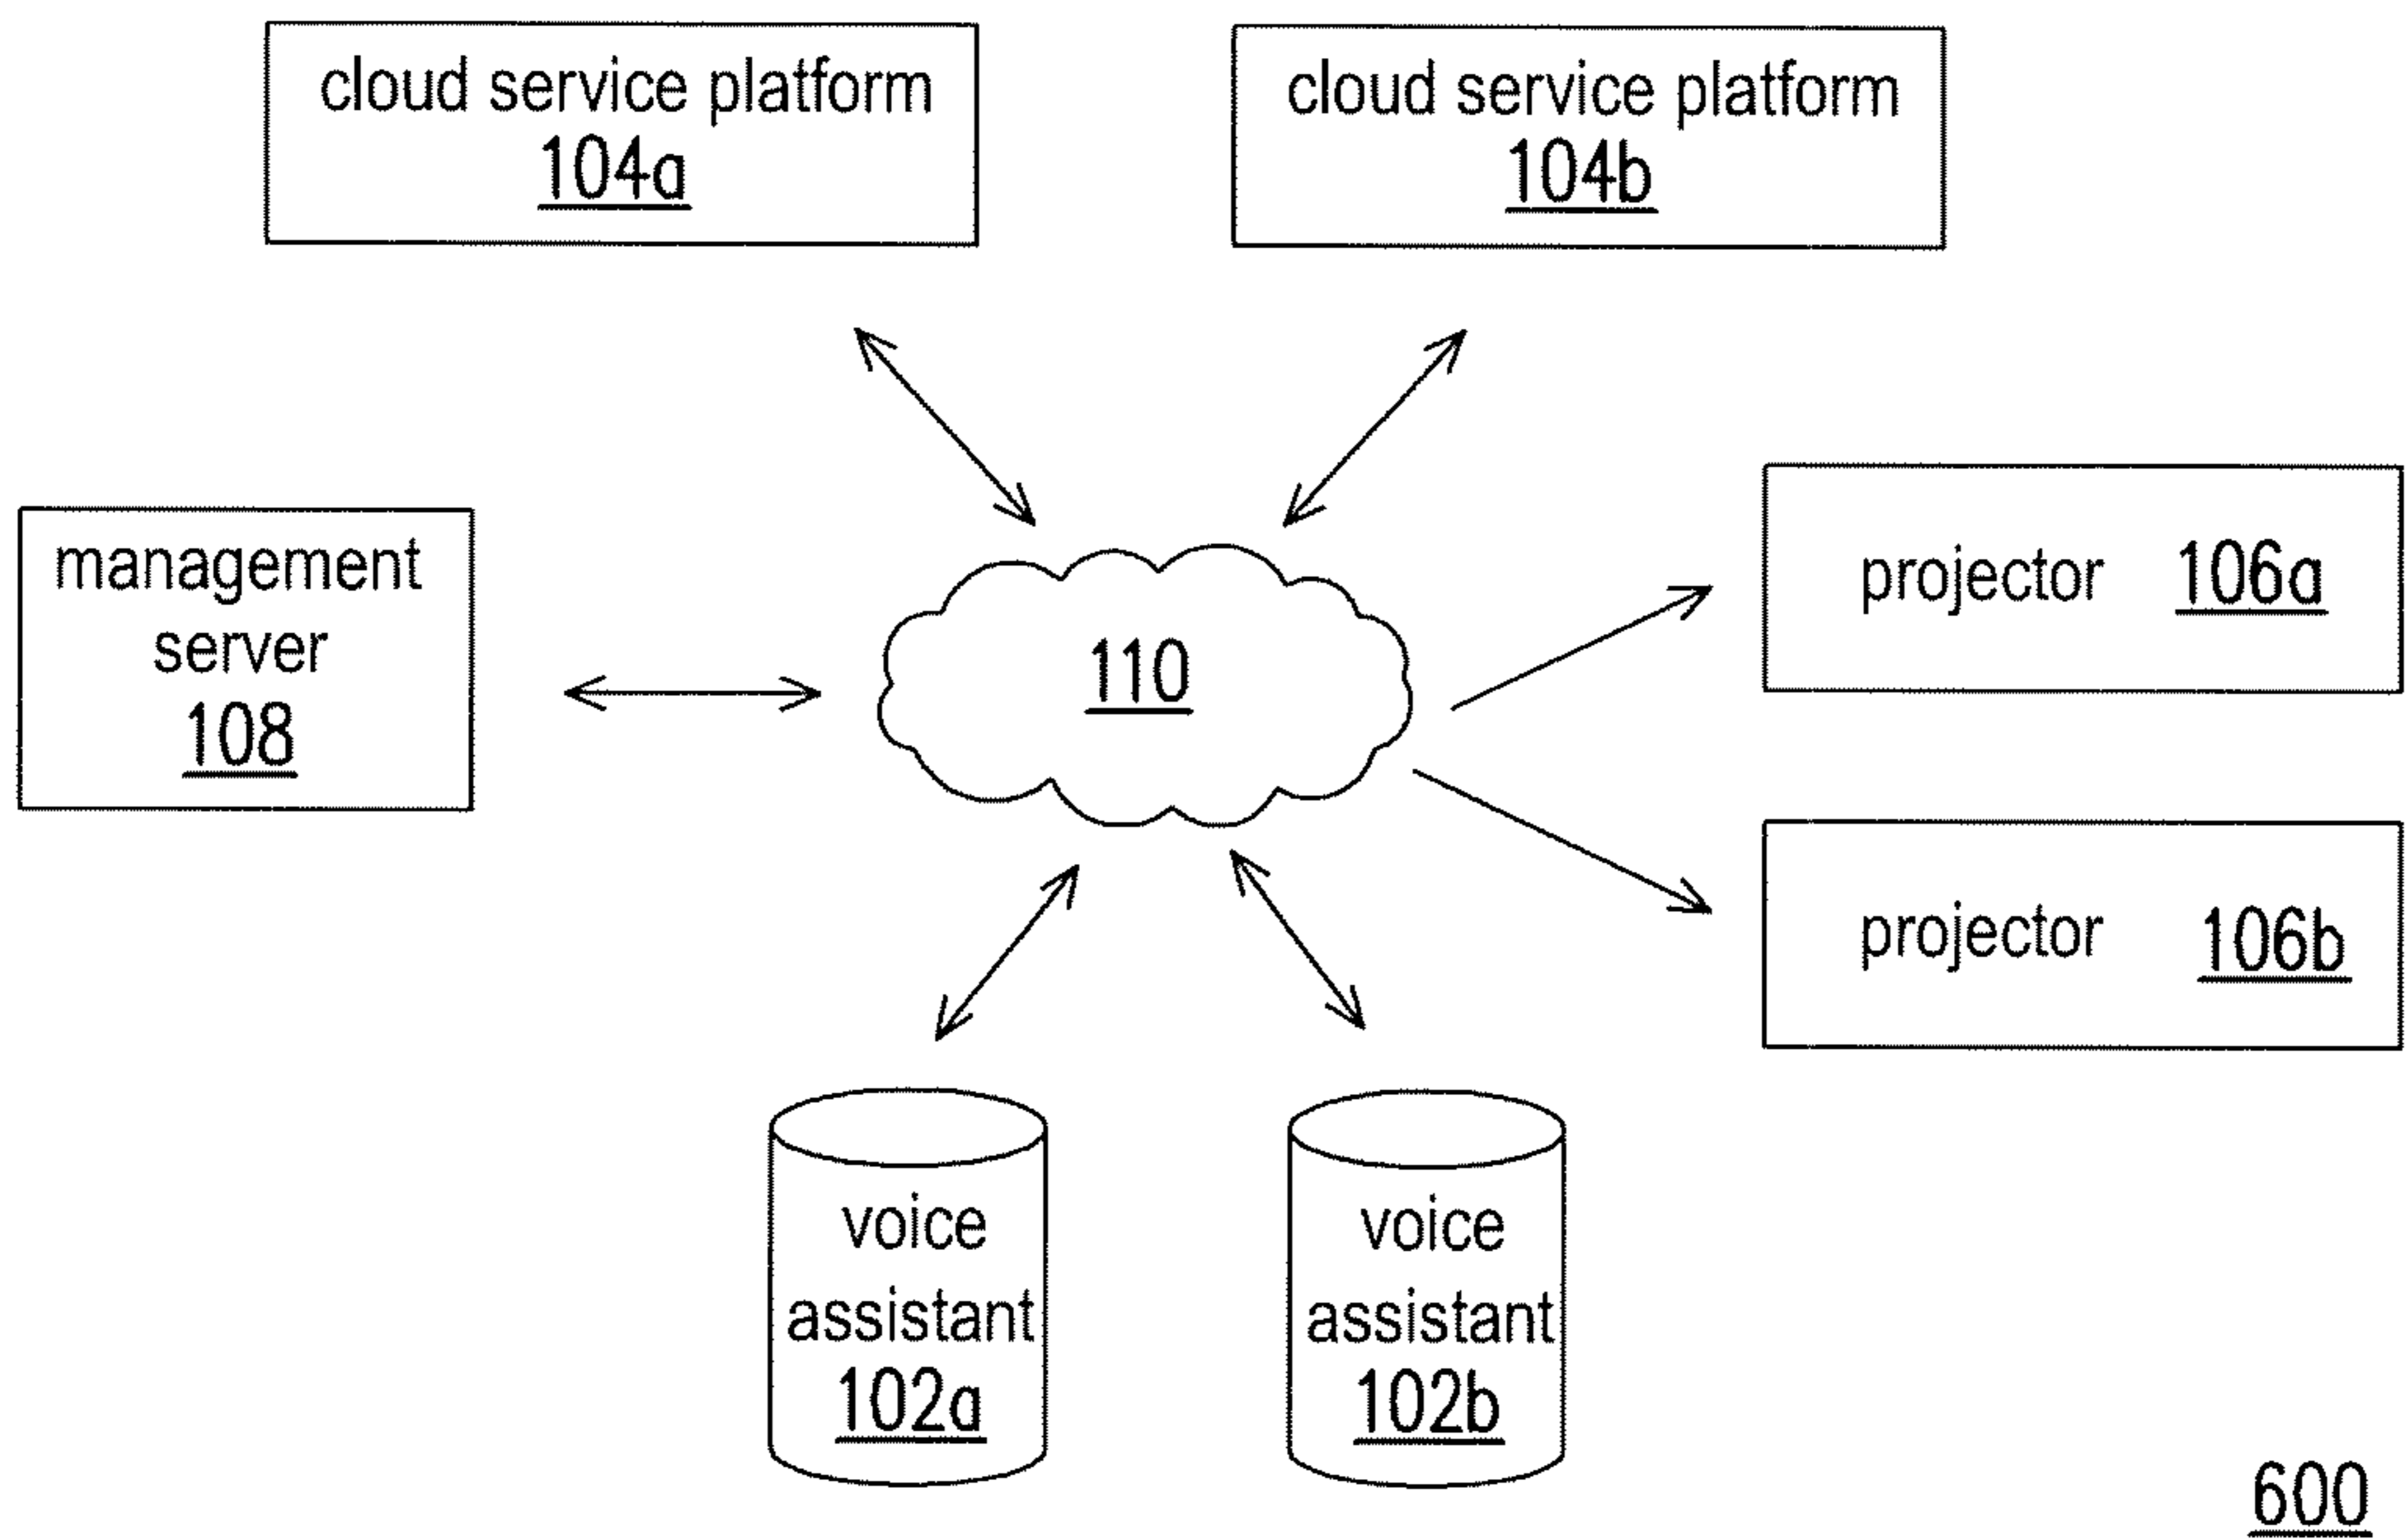 cloud service platform
104a
cloud service platform
104b
management
server
108
110
projector 106a
projector 106b
voice
assistant
102a
voice
assistant
102b
600